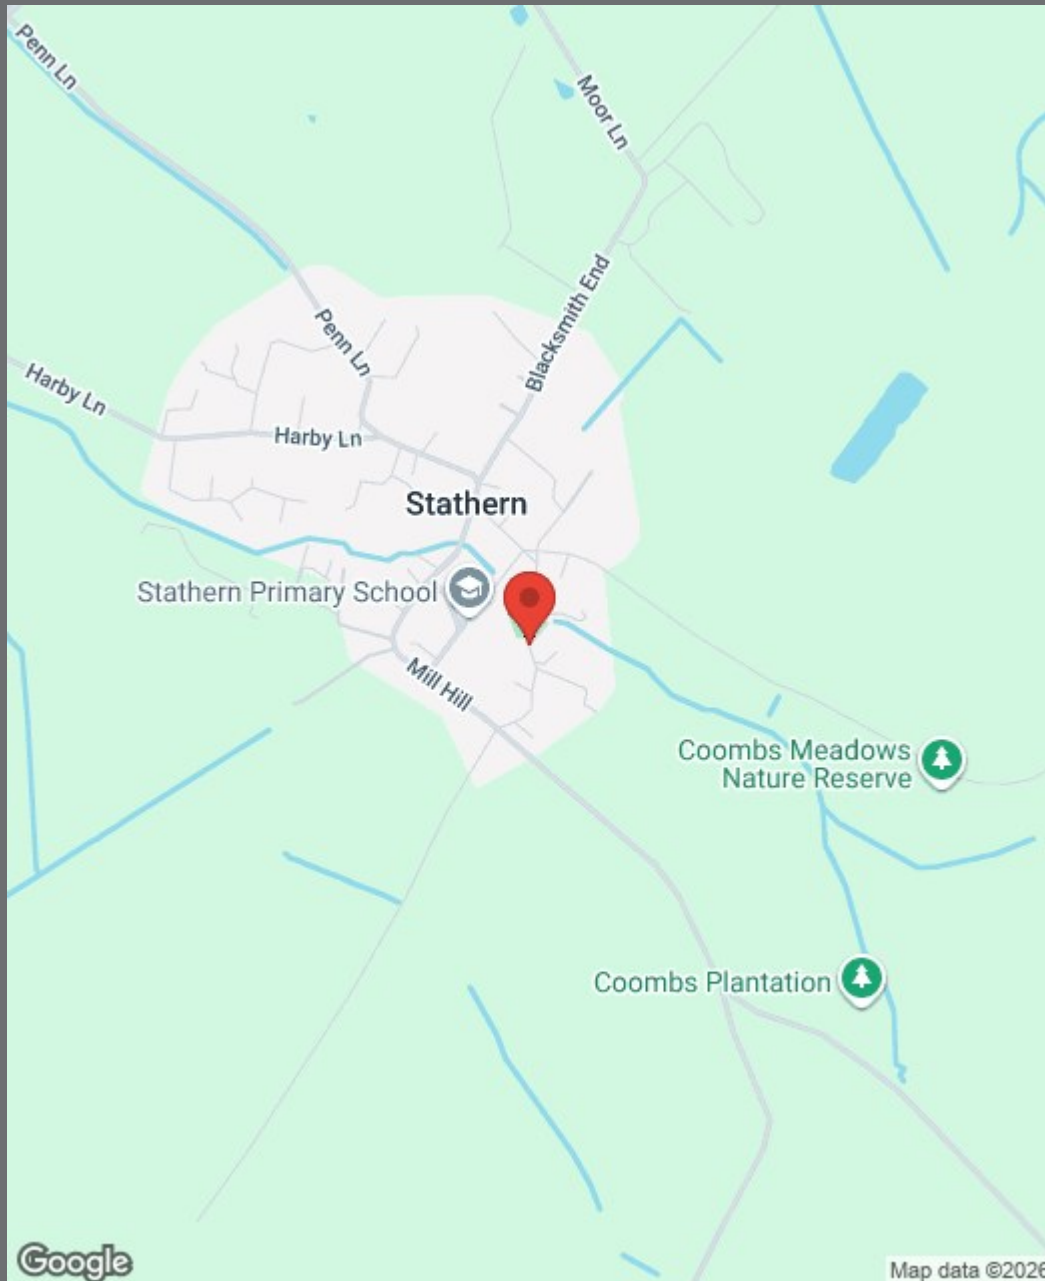 Penn Ln
Moor Ln
Blacksmith End
Penn Ln
Harby Ln
Harby Ln
Stathern
Stathern Primary School
Mill Hill
Coombs Meadows
Nature Reserve
Coombs Plantation
Google
Map data ©2026